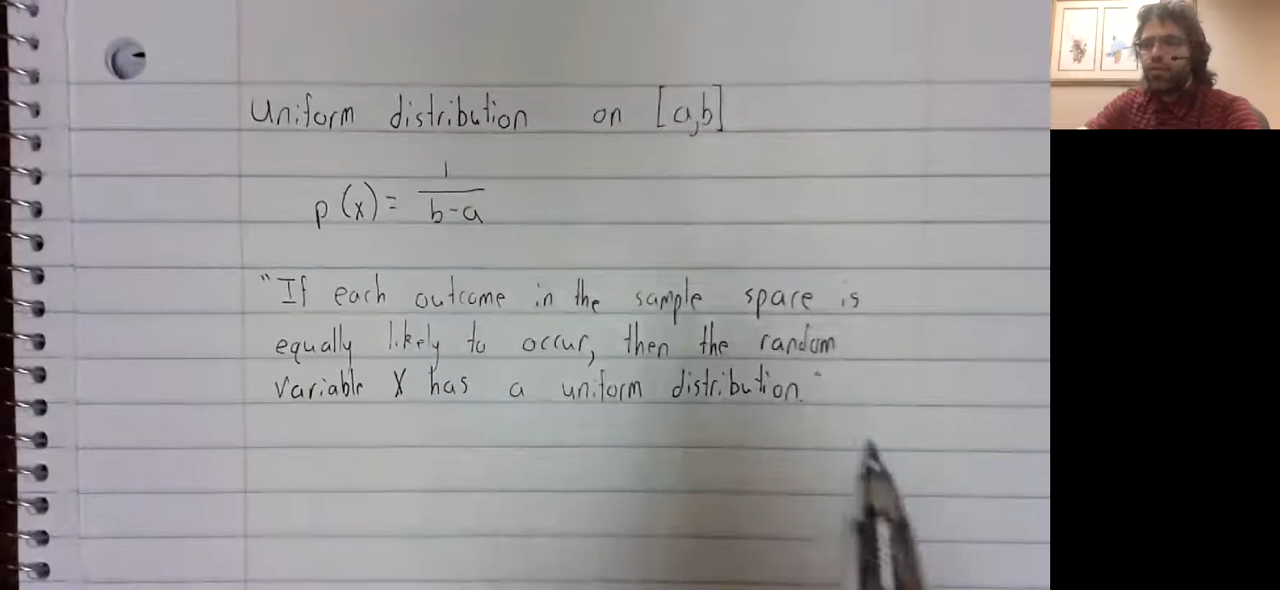 Uniform distribution on [a,b]
p(x) = 1/(b-a)
"If each outcome in the sample space is
equally likely to occur, then the random
variable X has a uniform distribution."